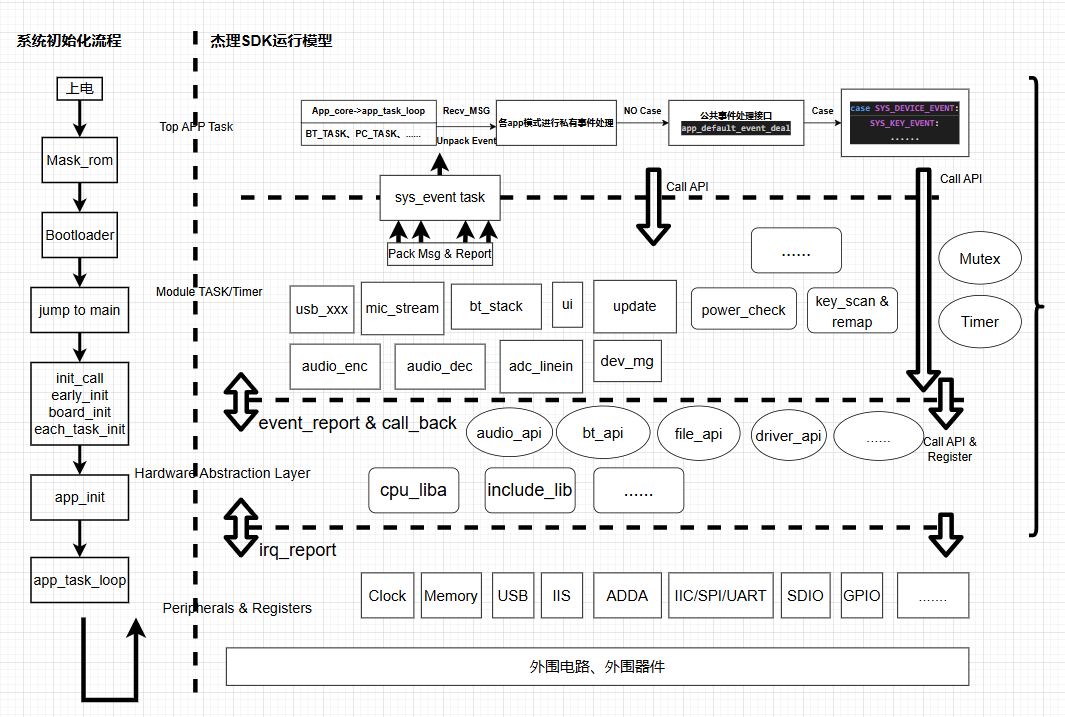 系统初始化流程
杰理SDK运行模型
上电
Mask_rom
Bootloader
jump to main
init_call
early_init
board_init
each_task_init
app_init
app_task_loop
Top APP Task
App_core->app_task_loop
BT_TASK、PC_TASK、......
Recv_MSG
Unpack Event
各app模式进行私有事件处理
NO Case
公共事件处理接口
app_default_event_deal
Case
case SYS_DEVICE_EVENT:
SYS_KEY_EVENT:
......
sys_event task
Call API
Call API
Pack Msg & Report
......
Mutex
Module TASK/Timer
usb_xxx
mic_stream
bt_stack
ui
update
power_check
key_scan &
remap
Timer
audio_enc
audio_dec
adc_linein
dev_mg
event_report & call_back
audio_api
bt_api
file_api
driver_api
......
Call API &
Register
Hardware Abstraction Layer
cpu_liba
include_lib
......
irq_report
Peripherals & Registers
Clock
Memory
USB
IIS
ADDA
IIC/SPI/UART
SDIO
GPIO
.......
外围电路、外围器件